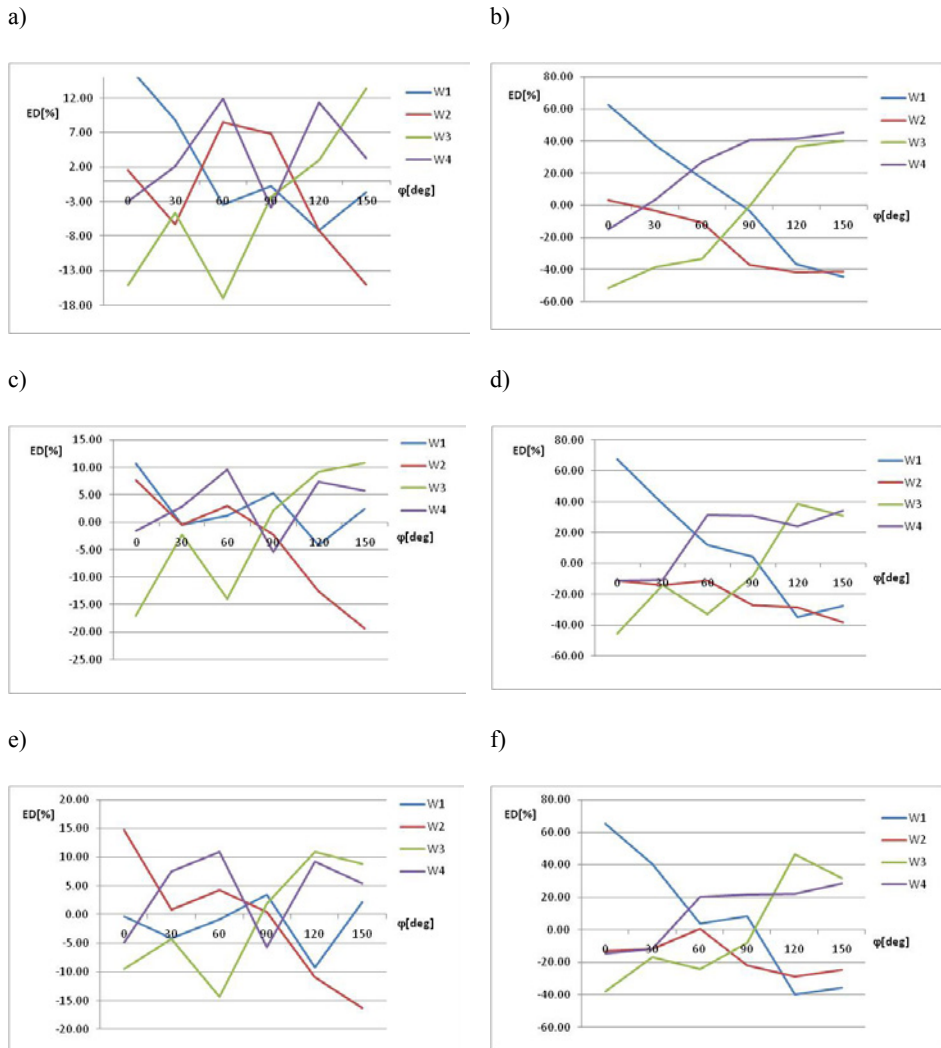 a)
ED[%]
12.00
7.00
2.00
-3.00
-8.00
-13.00
-18.00
0 30 60 90 120 150
φ[deg]
W1
W2
W3
W4
b)
ED[%]
80.00
60.00
40.00
20.00
0.00
-20.00
-40.00
-60.00
0 30 60 90 120 150
φ[deg]
W1
W2
W3
W4
c)
ED[%]
15.00
10.00
5.00
0.00
-5.00
-10.00
-15.00
-20.00
-25.00
0 30 60 90 120 150
φ[deg]
W1
W2
W3
W4
d)
ED[%]
80.00
60.00
40.00
20.00
0.00
-20.00
-40.00
-60.00
0 30 60 90 120 150
φ[deg]
W1
W2
W3
W4
e)
ED[%]
20.00
15.00
10.00
5.00
0.00
-5.00
-10.00
-15.00
-20.00
0 30 60 90 120 150
φ[deg]
W1
W2
W3
W4
f)
ED[%]
80.00
60.00
40.00
20.00
0.00
-20.00
-40.00
-60.00
0 30 60 90 120 150
φ[deg]
W1
W2
W3
W4